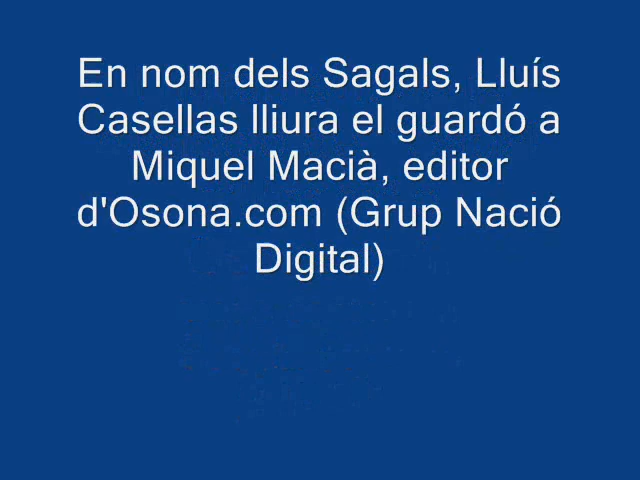 En nom dels Sagals, Lluís
Casellas lliura el guardó a
Miquel Macià, editor
d'Osona.com (Grup Nació
Digital)